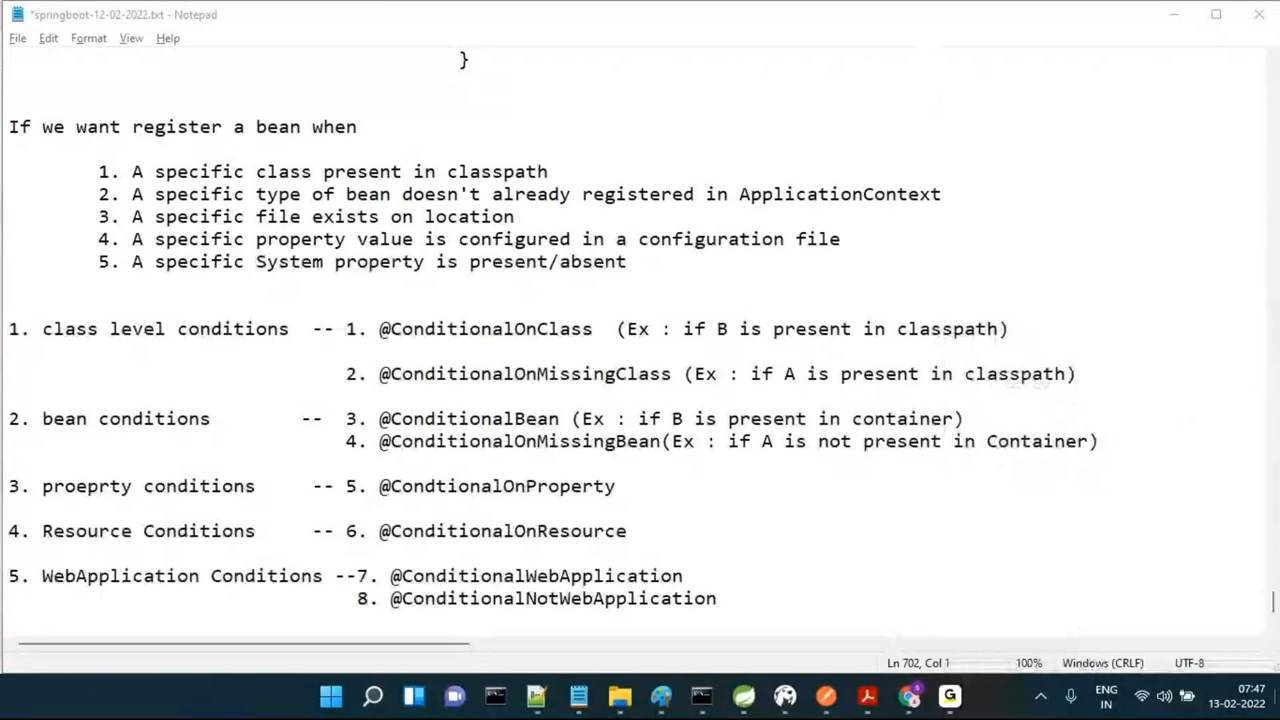 *springboot-12-02-2022.txt - Notepad
File Edit Format View Help
}
If we want register a bean when
1. A specific class present in classpath
2. A specific type of bean doesn't already registered in ApplicationContext
3. A specific file exists on location
4. A specific property value is configured in a configuration file
5. A specific System property is present/absent
1. class level conditions -- 1. @ConditionalOnClass (Ex : if B is present in classpath)
2. @ConditionalOnMissingClass (Ex : if A is present in classpath)
2. bean conditions -- 3. @ConditionalBean (Ex : if B is present in container)
4. @ConditionalOnMissingBean(Ex : if A is not present in Container)
3. proeprty conditions -- 5. @CondtionalOnProperty
4. Resource Conditions -- 6. @ConditionalOnResource
5. WebApplication Conditions --7. @ConditionalWebApplication
8. @ConditionalNotWebApplication
Ln 702, Col 1 100% Windows (CRLF) UTF-8
ENG 07:47
IN 13-02-2022